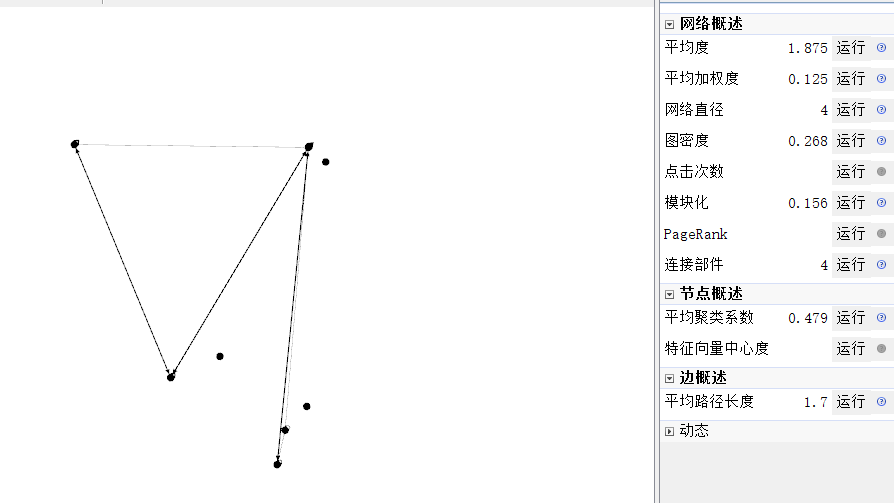 网络概述
平均度 1.875 运行
平均加权度 0.125 运行
网络直径 4 运行
图密度 0.268 运行
点击次数 运行
模块化 0.156 运行
PageRank 运行
连接部件 4 运行
节点概述
平均聚类系数 0.479 运行
特征向量中心度 运行
边概述
平均路径长度 1.7 运行
动态